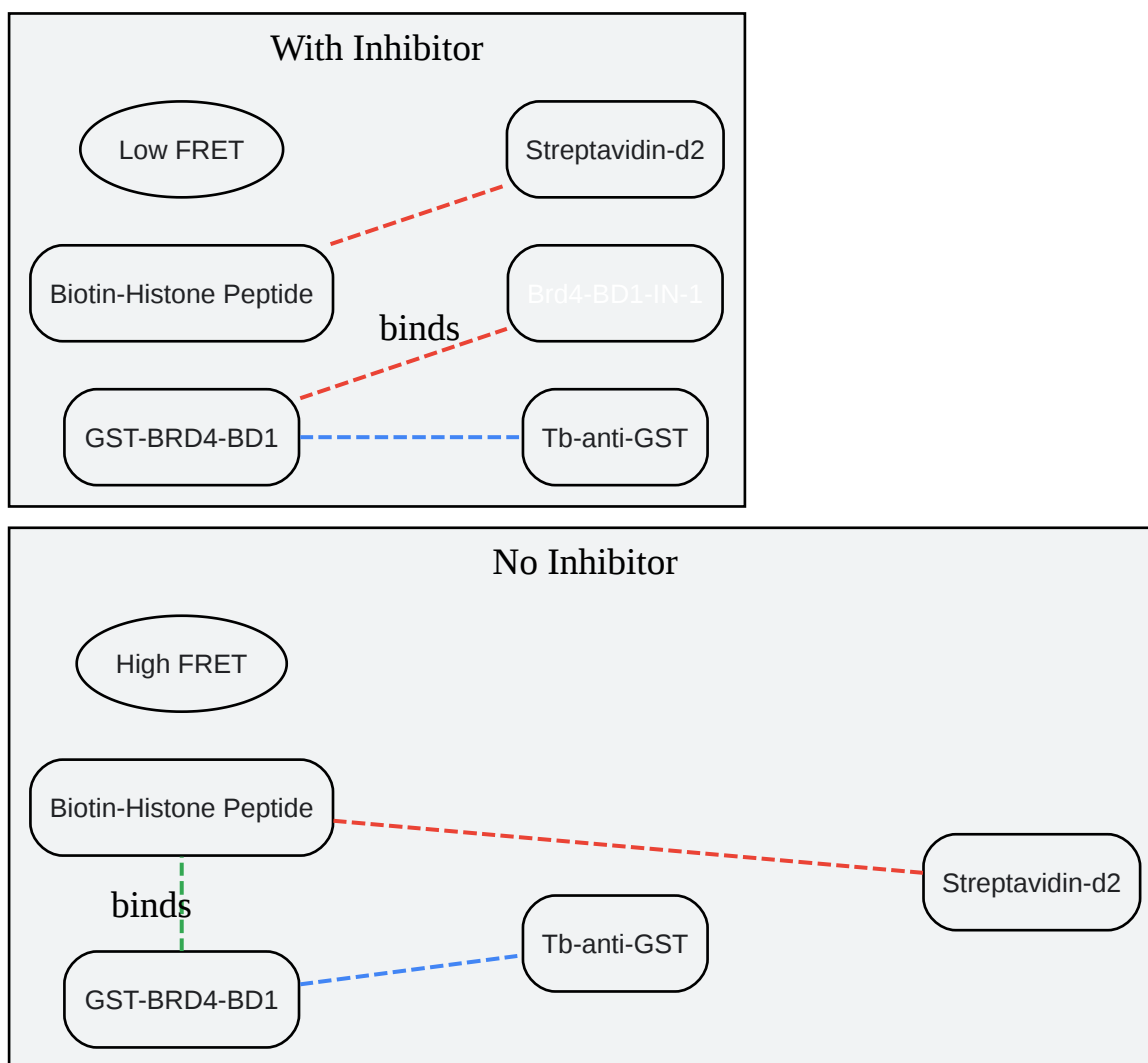 With Inhibitor
Low FRET
Streptavidin-d2
Biotin-Histone Peptide
Brd4-BD1-IN-1
binds
GST-BRD4-BD1
Tb-anti-GST
No Inhibitor
High FRET
Biotin-Histone Peptide
Streptavidin-d2
binds
Tb-anti-GST
GST-BRD4-BD1